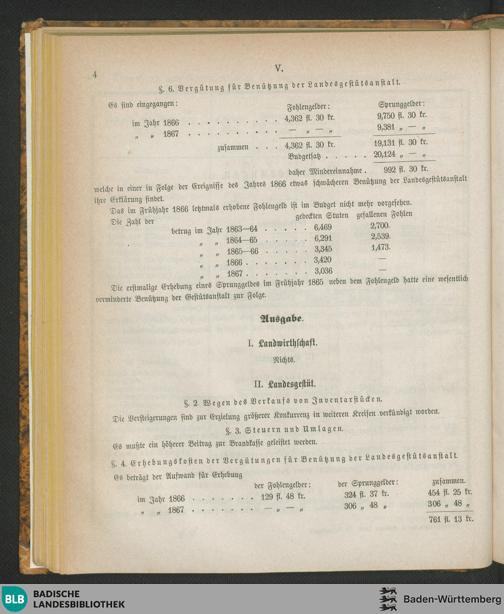 4
V.
§. 6. Vergütung für Benützung der Landesgestütsanstalt.
Es sind eingegangen:
Fohlengelder: Sprunggelder:
im Jahr 1866 . . . . . . . . . 4,362 fl. 30 kr. 9,750 fl. 30 kr.
„ „ 1867 . . . . . . . . . — „ — „ 9,381 „ — „
zusammen . . . 4,362 fl. 30 kr. 19,131 fl. 30 kr.
Budgetsatz . . . . . 20,124 „ — „
daher Mindereinnahme . 992 fl. 30 kr.
welche in einer in Folge der Ereignisse des Jahres 1866 etwas schwächeren Benützung der Landesgestütsanstalt
ihre Erklärung findet.
Das im Frühjahr 1866 letztmals erhobene Fohlengeld ist im Budget nicht mehr vorgesehen.
Die Zahl der gedeckten Stuten gefallenen Fohlen
betrug im Jahr 1863—64 . . . . . 6,469 2,700.
„ „ 1864—65 . . . . . 6,291 2,539.
„ „ 1865—66 . . . . . 3,345 1,473.
„ „ 1866 . . . . . . 3,420 —
„ „ 1867 . . . . . . 3,036 —
Die erstmalige Erhebung eines Sprunggeldes im Frühjahr 1865 neben dem Fohlengeld hatte eine wesentlich
verminderte Benützung der Gestütsanstalt zur Folge.
Ausgabe.
I. Landwirthschaft.
Nichts.
II. Landesgestüt.
§. 2. Wegen des Verkaufs von Inventarstücken.
Die Versteigerungen sind zur Erzielung größerer Konkurrenz in weiteren Kreisen verkündigt worden.
§. 3. Steuern und Umlagen.
Es mußte ein höherer Beitrag zur Brandkasse geleistet werden.
§. 4. Erhebungskosten der Vergütungen für Benützung der Landesgestütsanstalt.
Es beträgt der Aufwand für Erhebung
der Fohlengelder: der Sprunggelder: zusammen.
im Jahr 1866 . . . . . . . 129 fl. 48 kr. 324 fl. 37 kr. 454 fl. 25 kr.
„ „ 1867 . . . . . . . — „ — „ 306 „ 48 „ 306 „ 48 „
761 fl. 13 kr.
BLB BADISCHE LANDESBIBLIOTHEK
Baden-Württemberg